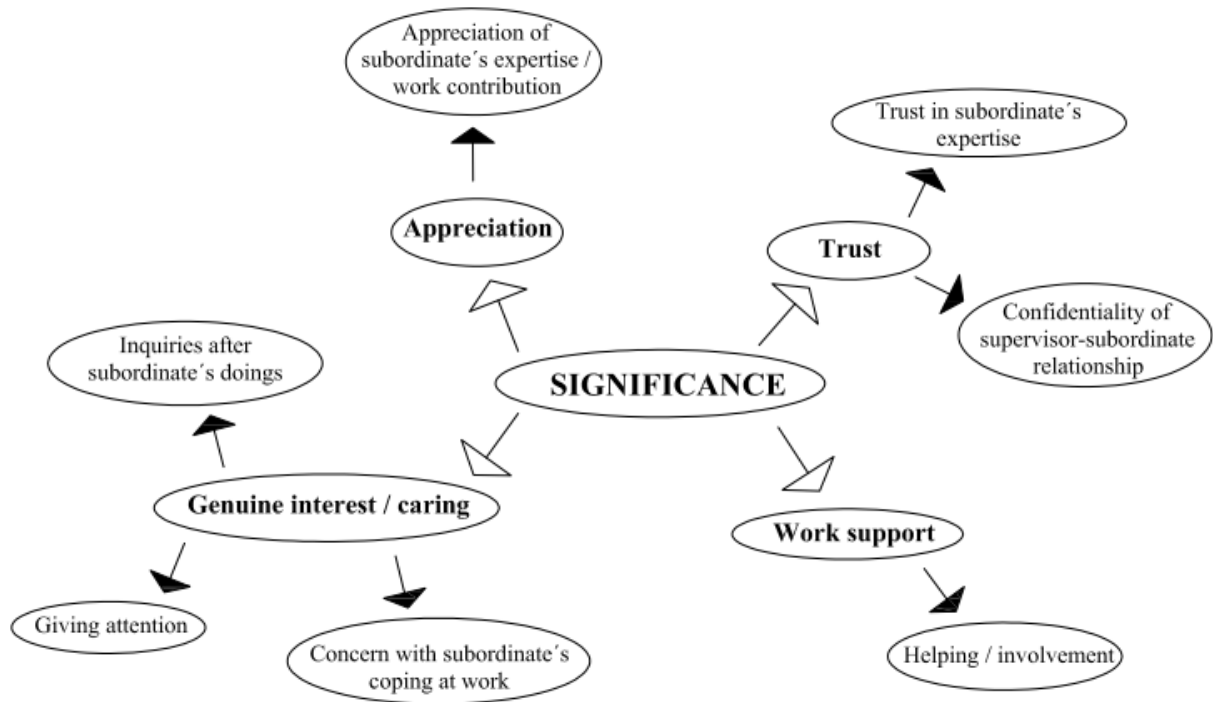 Appreciation of
subordinate´s expertise /
work contribution
Trust in subordinate´s
expertise
Appreciation
Trust
Confidentiality of
supervisor-subordinate
relationship
Inquiries after
subordinate´s doings
SIGNIFICANCE
Genuine interest / caring
Work support
Giving attention
Concern with subordinate´s
coping at work
Helping / involvement